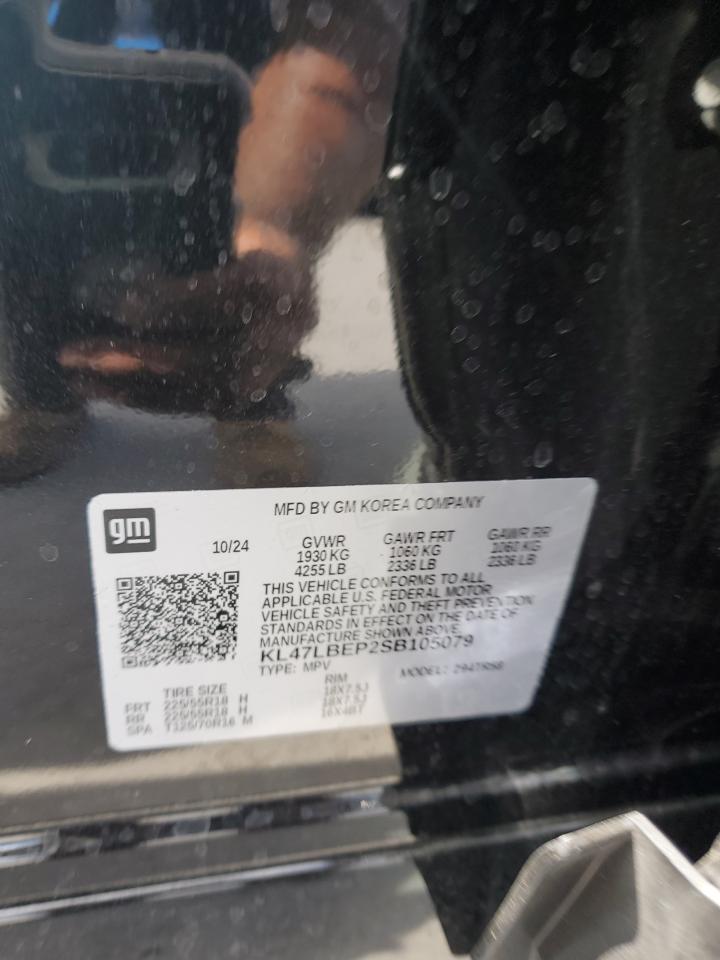 MFD BY GM KOREA COMPANY
gm
10/24 GVWR GAWR FRT GAWR RR
1930 KG 1060 KG 1060 KG
4255 LB 2336 LB 2336 LB
THIS VEHICLE CONFORMS TO ALL
APPLICABLE U.S. FEDERAL MOTOR
VEHICLE SAFETY AND THEFT PREVENTION
STANDARDS IN EFFECT ON THE DATE OF
MANUFACTURE SHOWN ABOVE.
KL47LBEP2SB105079
TYPE: MPV MODEL:
TIRE SIZE RIM
FRT 225/55R18 H 18X7.5J
RR 225/55R18 H 18X7.5J
SPA T125/70R16 M 16X4BT